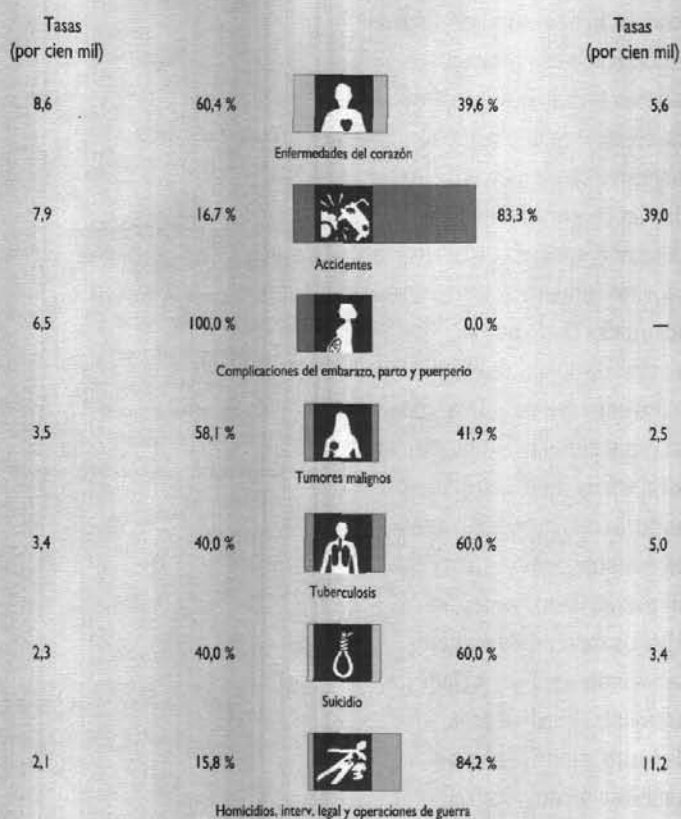 Tasas
(por cien mil)
Tasas
(por cien mil)
8,6 60,4 % 39,6 % 5,6
Enfermedades del corazón
7,9 16,7 % 83,3 % 39,0
Accidentes
6,5 100,0 % 0,0 % —
Complicaciones del embarazo, parto y puerperio
3,5 58,1 % 41,9 % 2,5
Tumores malignos
3,4 40,0 % 60,0 % 5,0
Tuberculosis
2,3 40,0 % 60,0 % 3,4
Suicidio
2,1 15,8 % 84,2 % 11,2
Homicidios, interv. legal y operaciones de guerra